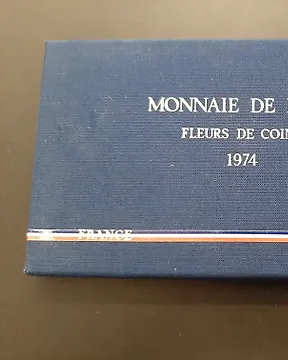 MONNAIE DE
FLEURS DE COIN
1974
FRANCE